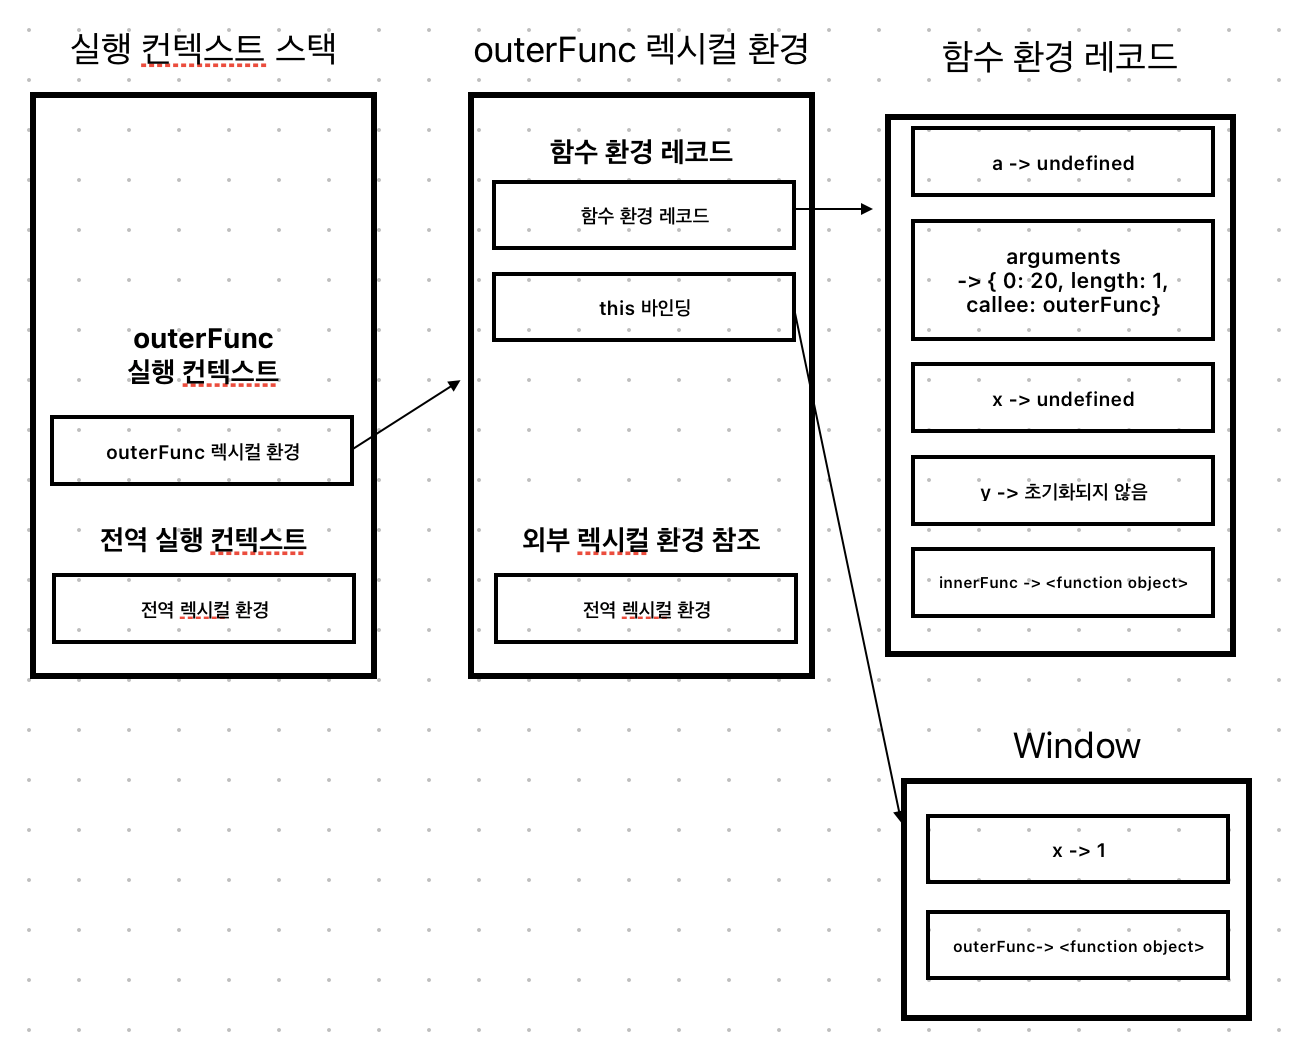 실행 컨텍스트 스택
outerFunc
실행 컨텍스트
outerFunc 렉시컬 환경
전역 실행 컨텍스트
전역 렉시컬 환경
outerFunc 렉시컬 환경
함수 환경 레코드
함수 환경 레코드
this 바인딩
외부 렉시컬 환경 참조
전역 렉시컬 환경
함수 환경 레코드
a -> undefined
arguments
-> { 0: 20, length: 1,
callee: outerFunc}
x -> undefined
y -> 초기화되지 않음
innerFunc -> <function object>
Window
x -> 1
outerFunc-> <function object>